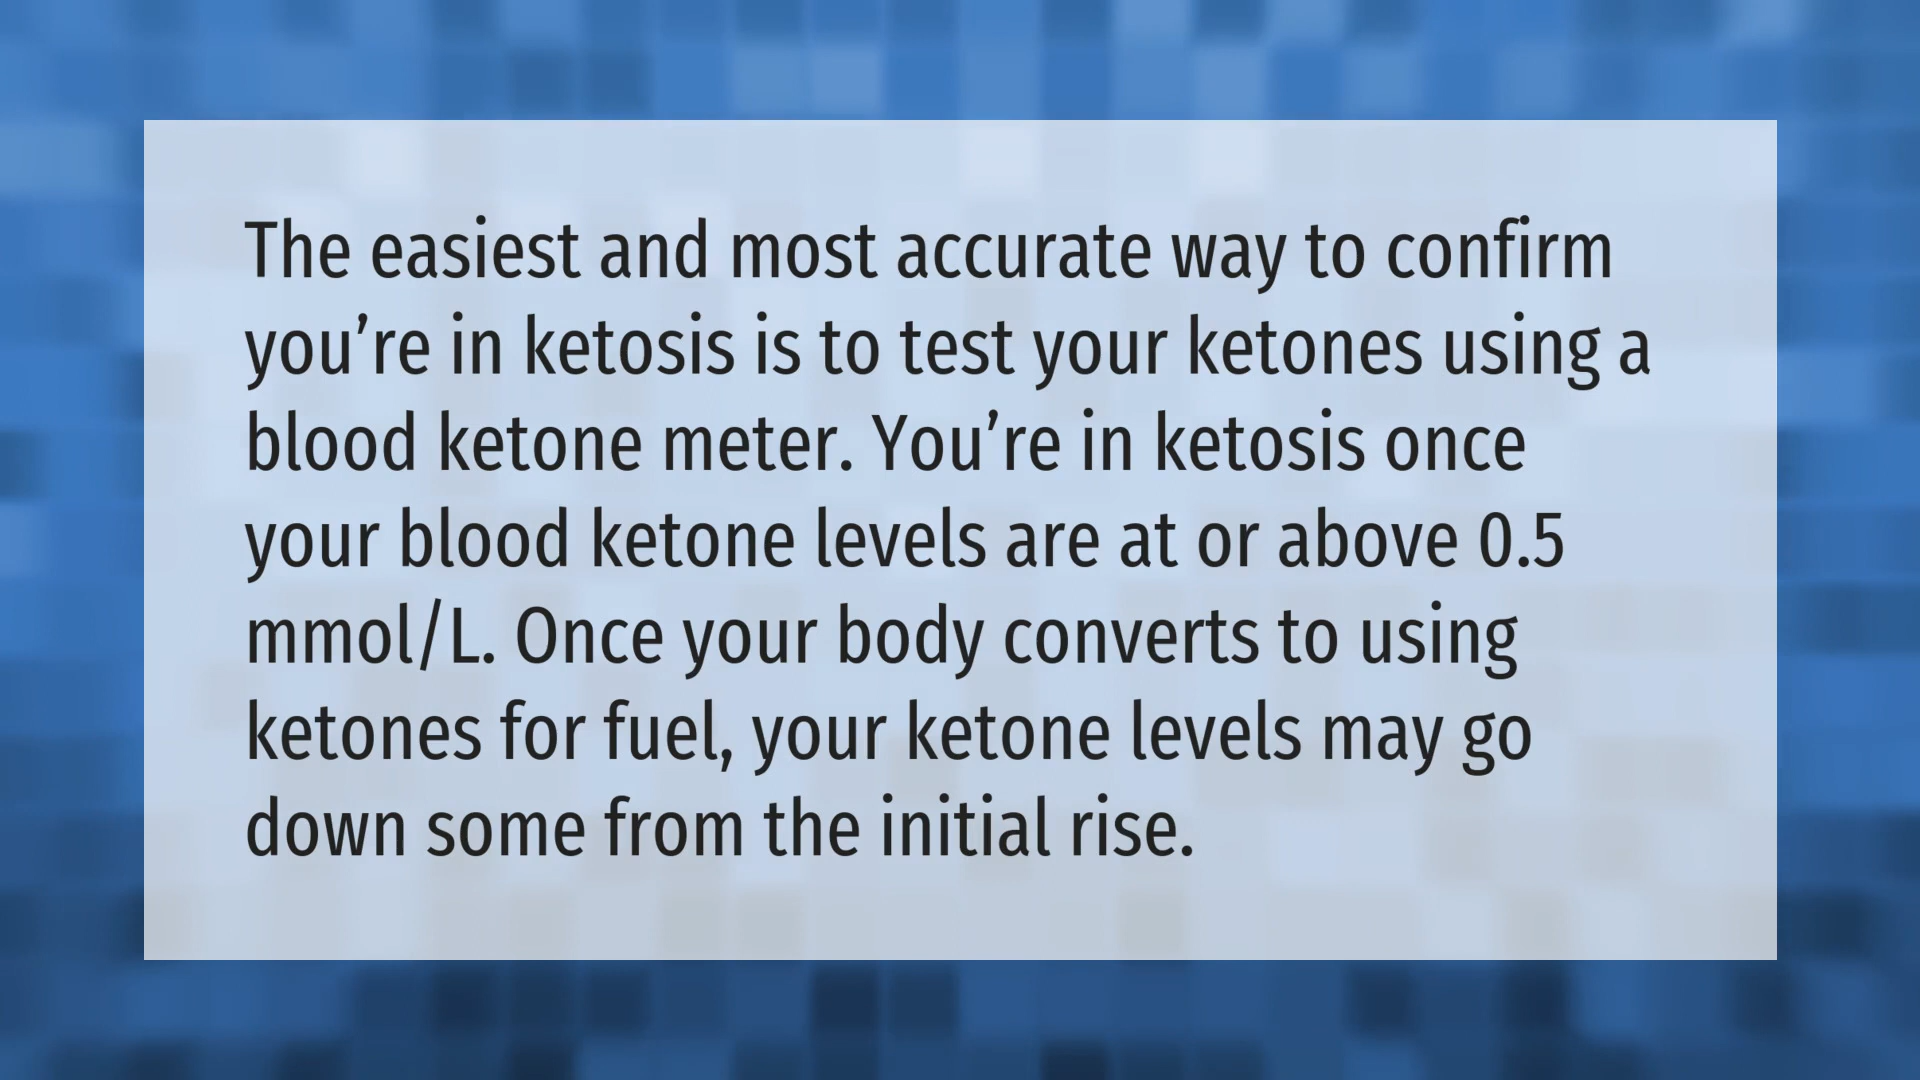 The easiest and most accurate way to confirm
you’re in ketosis is to test your ketones using a
blood ketone meter. You’re in ketosis once
your blood ketone levels are at or above 0.5
mmol/L. Once your body converts to using
ketones for fuel, your ketone levels may go
down some from the initial rise.